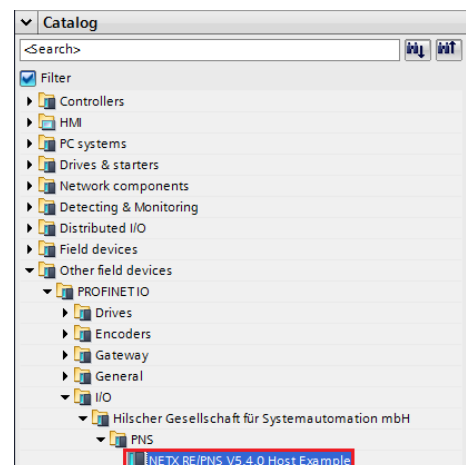 Catalog
<Search>
Filter
Controllers
HMI
PC systems
Drives & starters
Network components
Detecting & Monitoring
Distributed I/O
Field devices
Other field devices
PROFINET IO
Drives
Encoders
Gateway
General
I/O
Hilscher Gesellschaft für Systemautomation mbH
PNS
NETX RE/PNS V5.4.0 Host Example